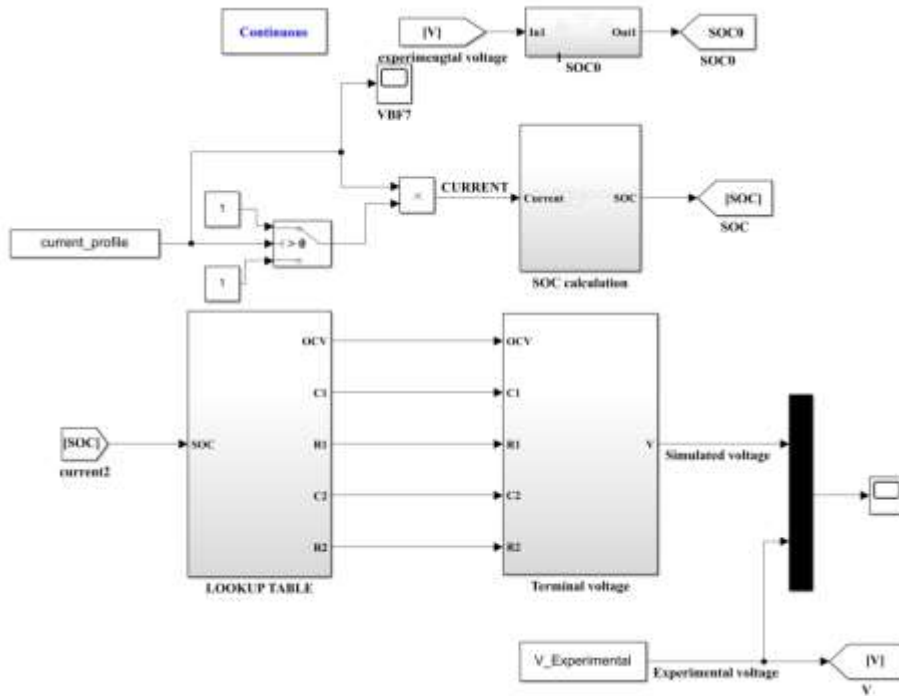 Continuous
[V]
experimengtal voltage
In1
Out1
SOC0
SOC0
SOC0
VBF7
1
> 0
1
current_profile
×
CURRENT
Current
SOC
SOC calculation
[SOC]
SOC
[SOC]
current2
SOC
OCV
C1
R1
C2
R2
LOOKUP TABLE
OCV
C1
R1
C2
R2
V
Terminal voltage
Simulated voltage
V_Experimental
Experimental voltage
[V]
V